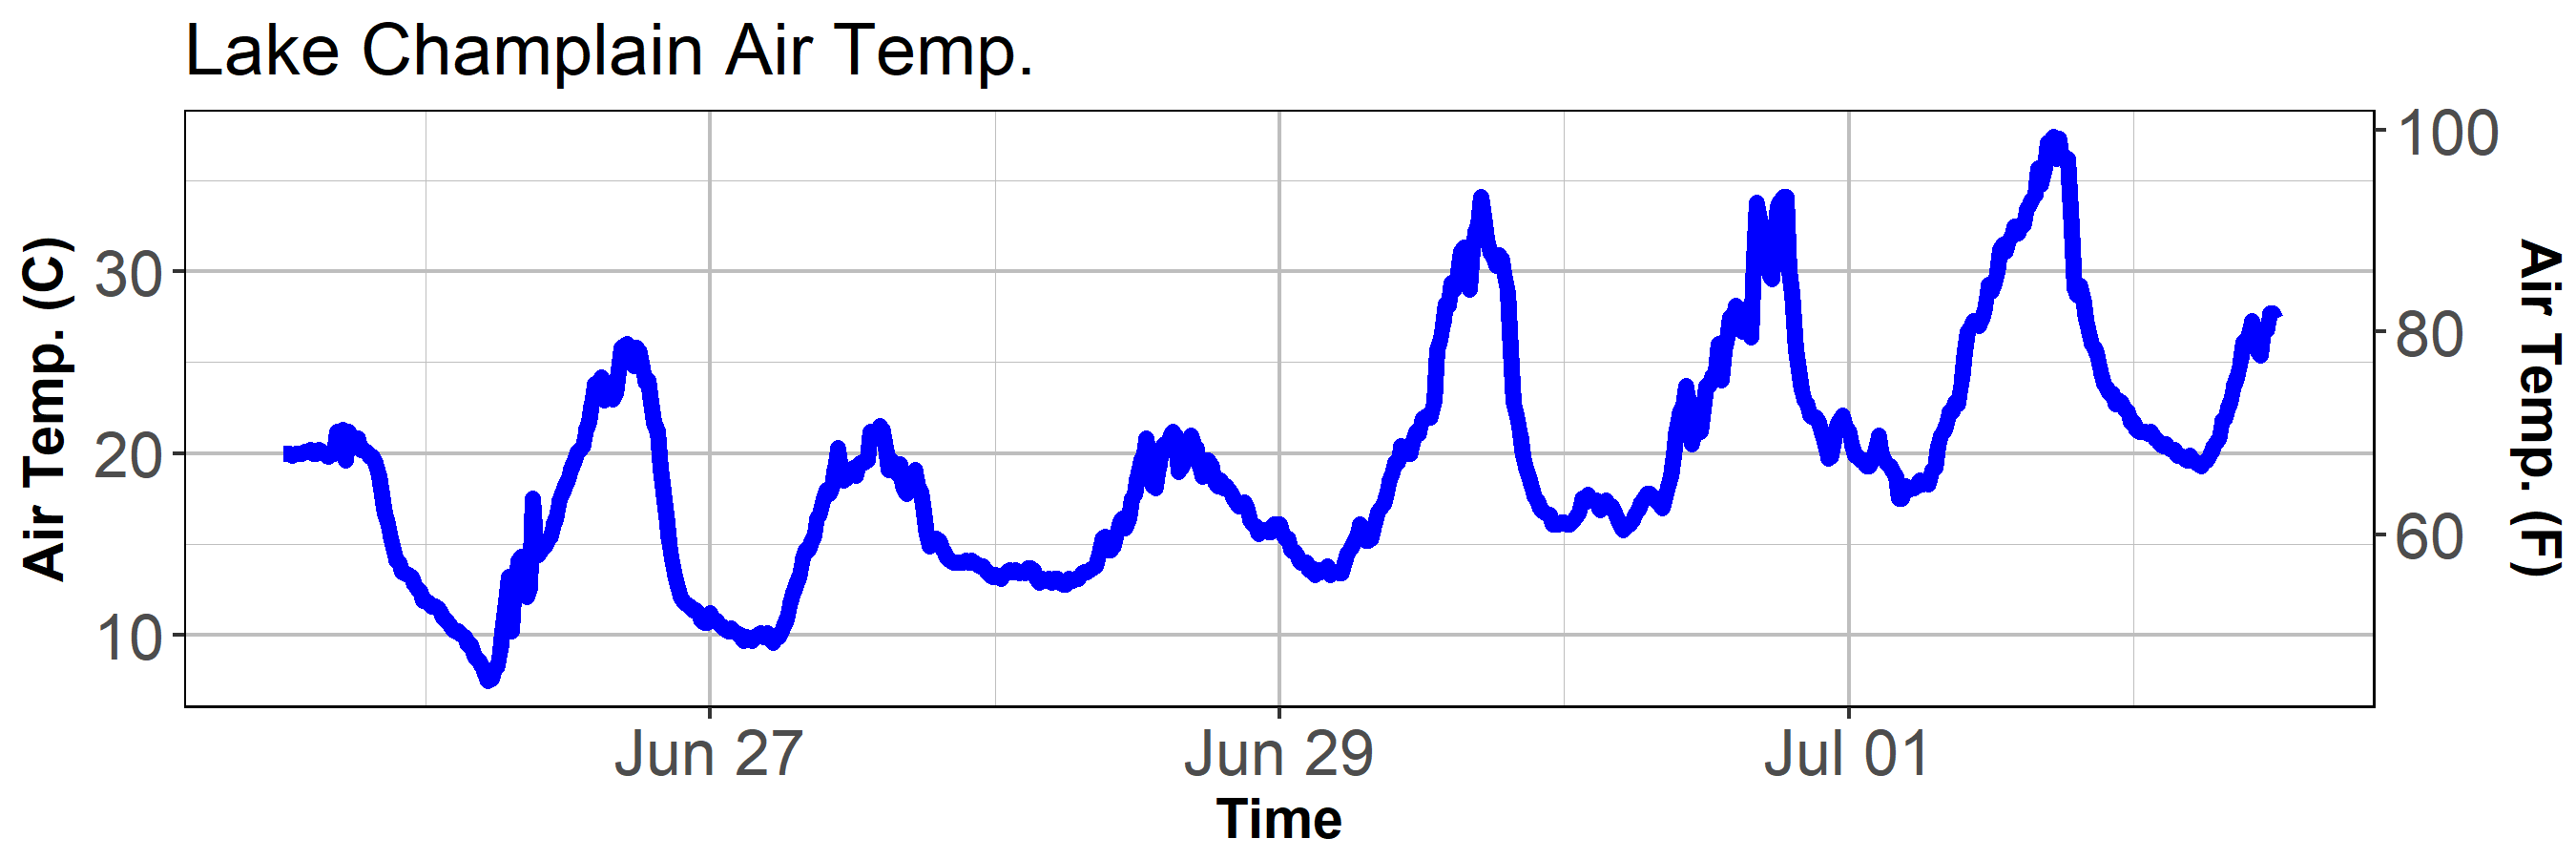 Lake Champlain Air Temp.
Air Temp. (C)
30
20
10
100
80
60
Air Temp. (F)
Jun 27
Jun 29
Jul 01
Time